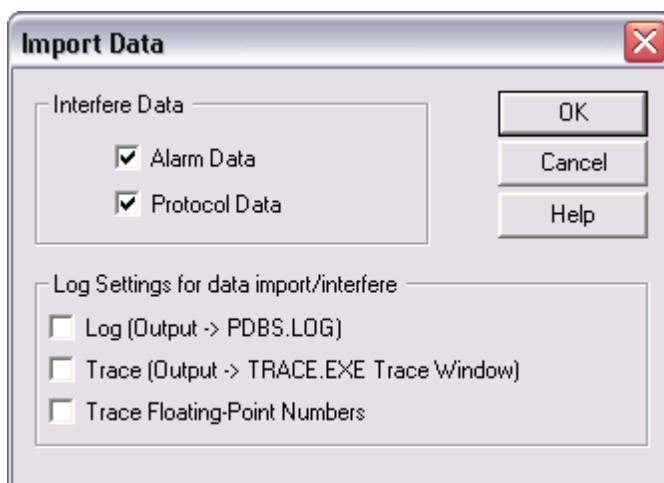 Import Data
Interfere Data
Alarm Data
Protocol Data
OK
Cancel
Help
Log Settings for data import/interfere
Log (Output -> PDBS.LOG)
Trace (Output -> TRACE.EXE Trace Window)
Trace Floating-Point Numbers